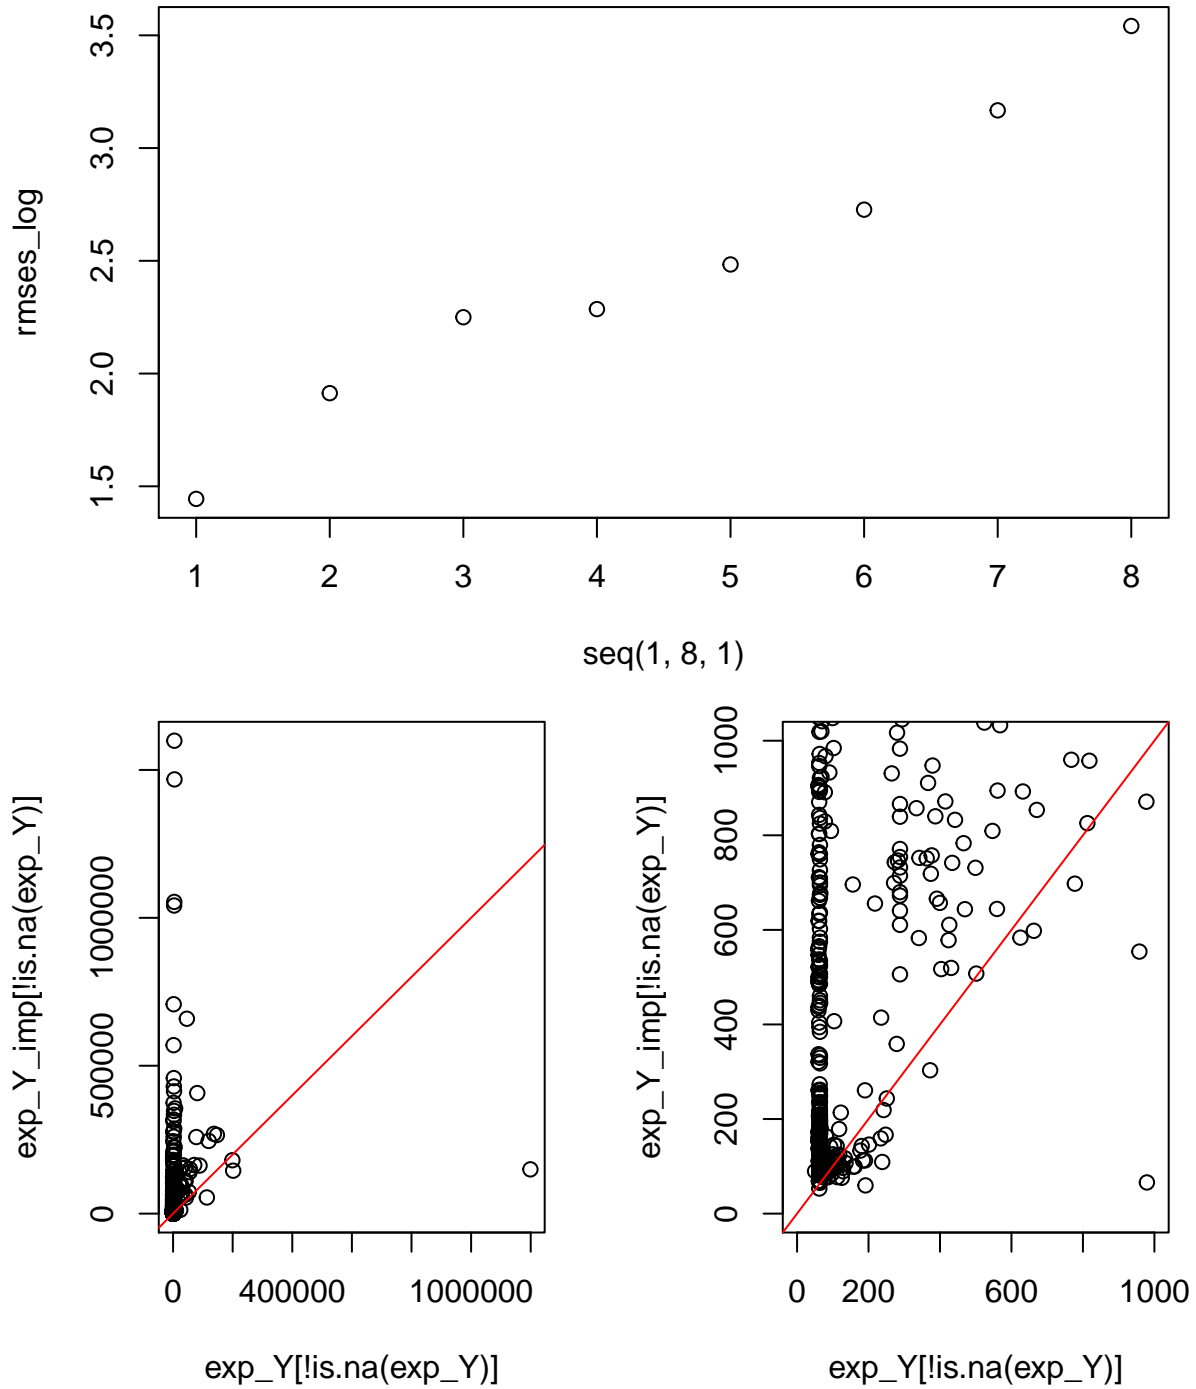 rmses_log
3.5
3.0
2.5
2.0
1.5
1 2 3 4 5 6 7 8
seq(1, 8, 1)
exp_Y_imp[!is.na(exp_Y)]
1000000
500000
0
0 400000 1000000
exp_Y[!is.na(exp_Y)]
exp_Y_imp[!is.na(exp_Y)]
1000
800
600
400
200
0
0 200 600 1000
exp_Y[!is.na(exp_Y)]